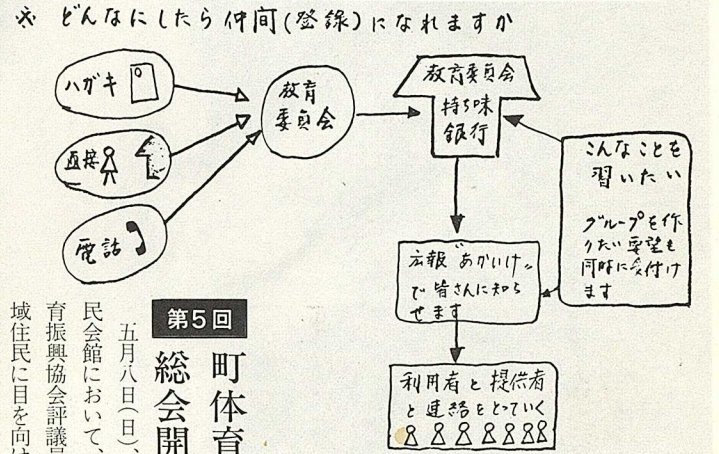 ※ どんなにしたら仲間(登録)になれますか
ハガキ
直接
電話
教育
委員会
教育委員会
持ち味
銀行
こんなことを
習いたい
グループを作
りたい要望も
同時に受付け
ます
広報“あかいけ”
で皆さんに知ら
せます
利用者と提供者
と連絡をとっていく
第5回
町体育
総会開
五月八日(日)、
民会館において、
育振興協会評議員
域住民に目を向け